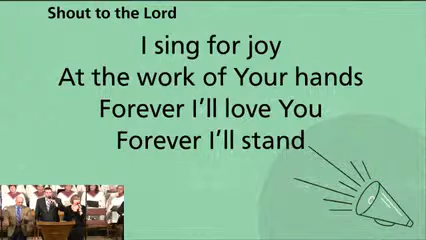 Shout to the Lord
I sing for joy
At the work of Your hands
Forever I’ll love You
Forever I’ll stand